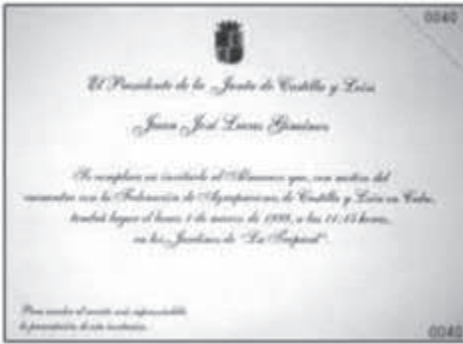 0040
El Presidente de la Junta de Castilla y León
Juan José Lucas Giménez
Se complace en invitarle al Almuerzo que, con motivo del
encuentro con la Federación de Agrupaciones de Castilla y León en Cuba,
tendrá lugar el lunes 1 de marzo de 1999, a las 14:45 horas,
en los Jardines de "La Tropical".
Para acceder al recinto será imprescindible
la presentación de esta invitación.
0040